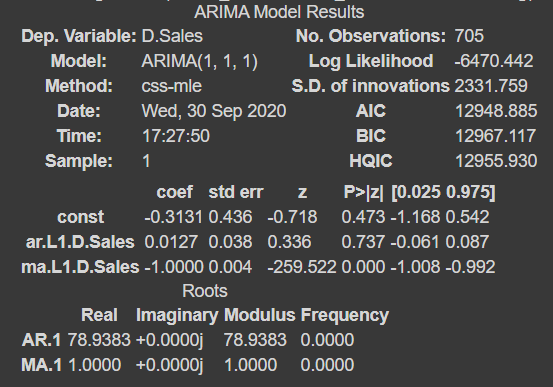 ARIMA Model Results
Dep. Variable: D.Sales No. Observations: 705
Model: ARIMA(1, 1, 1) Log Likelihood -6470.442
Method: css-mle S.D. of innovations 2331.759
Date: Wed, 30 Sep 2020 AIC 12948.885
Time: 17:27:50 BIC 12967.117
Sample: 1 HQIC 12955.930
coef std err z P>|z| [0.025 0.975]
const -0.3131 0.436 -0.718 0.473 -1.168 0.542
ar.L1.D.Sales 0.0127 0.038 0.336 0.737 -0.061 0.087
ma.L1.D.Sales -1.0000 0.004 -259.522 0.000 -1.008 -0.992
Roots
Real Imaginary Modulus Frequency
AR.1 78.9383 +0.0000j 78.9383 0.0000
MA.1 1.0000 +0.0000j 1.0000 0.0000